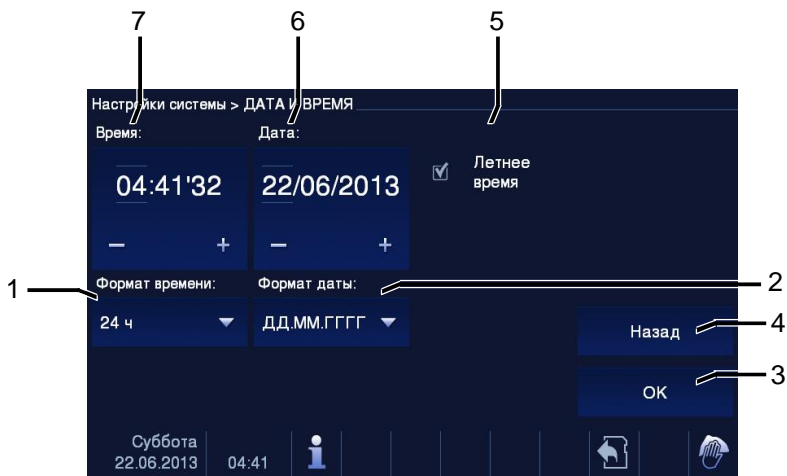 7 6 5
Настройки системы > ДАТА И ВРЕМЯ
Время: Дата:
04:41'32 22/06/2013
Летнее
время
− + − +
1 Формат времени: Формат даты: 2
24 ч ДД.ММ.ГГГГ
Назад 4
OK 3
Суббота
22.06.2013 04:41